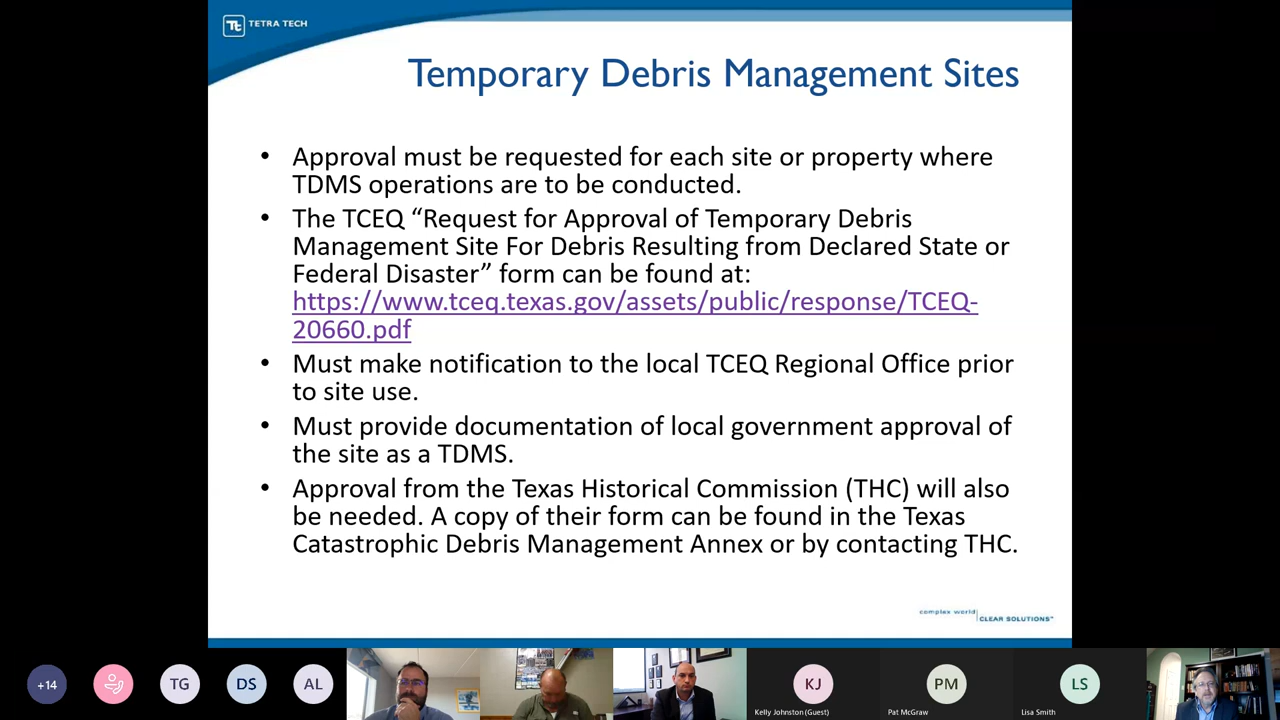 Tt TETRA TECH
Temporary Debris Management Sites
• Approval must be requested for each site or property where
TDMS operations are to be conducted.
• The TCEQ “Request for Approval of Temporary Debris
Management Site For Debris Resulting from Declared State or
Federal Disaster” form can be found at:
https://www.tceq.texas.gov/assets/public/response/TCEQ-
20660.pdf
• Must make notification to the local TCEQ Regional Office prior
to site use.
• Must provide documentation of local government approval of
the site as a TDMS.
• Approval from the Texas Historical Commission (THC) will also
be needed. A copy of their form can be found in the Texas
Catastrophic Debris Management Annex or by contacting THC.
complex world
CLEAR SOLUTIONS™
+14 TG DS AL KJ PM LS
Kelly Johnston (Guest) Pat McGraw Lisa Smith